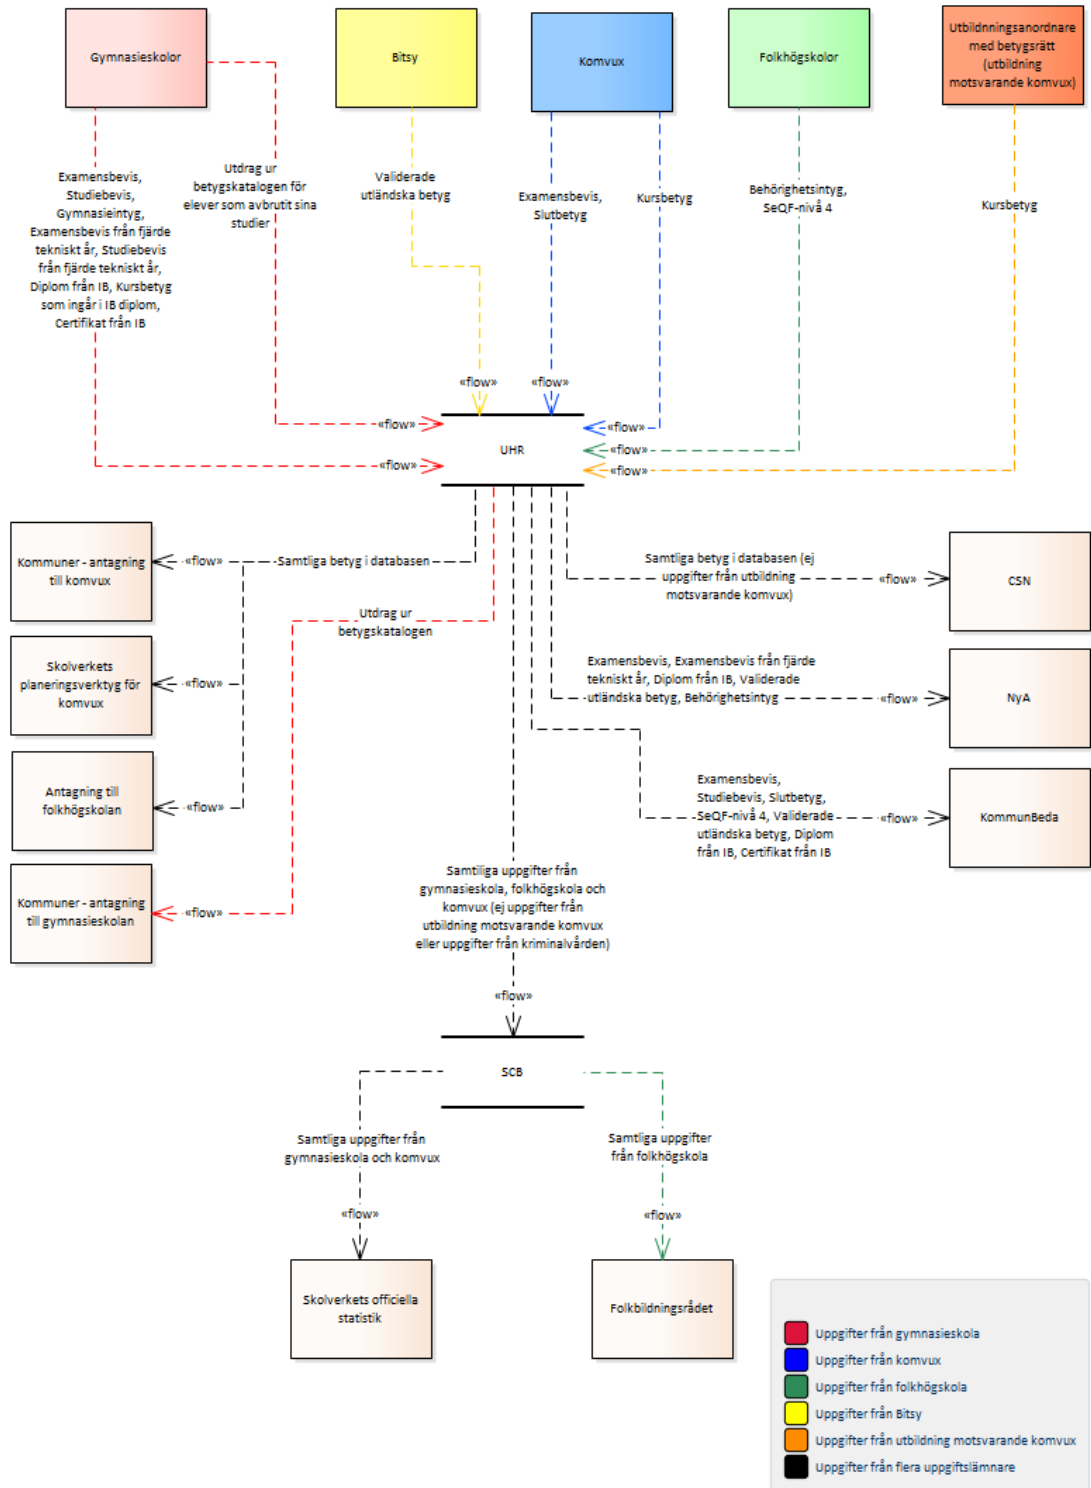 Gymnasieskolor
Bitsy
Komvux
Folkhögskolor
Utbildnningsanordnare
med betygsrätt
(utbildning
motsvarande komvux)
Examensbevis,
Studiebevis,
Gymnasieintyg,
Examensbevis från fjärde
tekniskt år, Studiebevis
från fjärde tekniskt år,
Diplom från IB, Kursbetyg
som ingår i IB diplom,
Certifikat från IB
Utdrag ur
betygskatalogen för
elever som avbrutit sina
studier
Validerade
utländska betyg
Examensbevis,
Slutbetyg
Kursbetyg
Behörighetsintyg,
SeQF-nivå 4
Kursbetyg
«flow»
«flow»
«flow»
«flow»
«flow»
«flow»
«flow»
UHR
Kommuner - antagning
till komvux
«flow»
Samtliga betyg i databasen
Samtliga betyg i databasen (ej
uppgifter från utbildning
motsvarande komvux)
«flow»
CSN
Utdrag ur
betygskatalogen
Skolverkets
planeringsverktyg för
komvux
«flow»
Examensbevis, Examensbevis från fjärde
tekniskt år, Diplom från IB, Validerade
utländska betyg, Behörighetsintyg
«flow»
NyA
Antagning till
folkhögskolan
«flow»
Examensbevis,
Studiebevis, Slutbetyg,
SeQF-nivå 4, Validerade
utländska betyg, Diplom
från IB, Certifikat från IB
«flow»
KommunBeda
Kommuner - antagning
till gymnasieskolan
«flow»
Samtiliga uppgifter från
gymnasieskola, folkhögskola och
komvux (ej uppgifter från
utbildning motsvarande komvux
eller uppgifter från kriminalvården)
«flow»
SCB
Samtliga uppgifter från
gymnasieskola och komvux
Samtliga uppgifter
från folkhögskola
«flow»
«flow»
Skolverkets officiella
statistik
Folkbildningsrådet
Uppgifter från gymnasieskola
Uppgifter från komvux
Uppgifter från folkhögskola
Uppgifter från Bitsy
Uppgifter från utbildning motsvarande komvux
Uppgifter från flera uppgiftslämnare